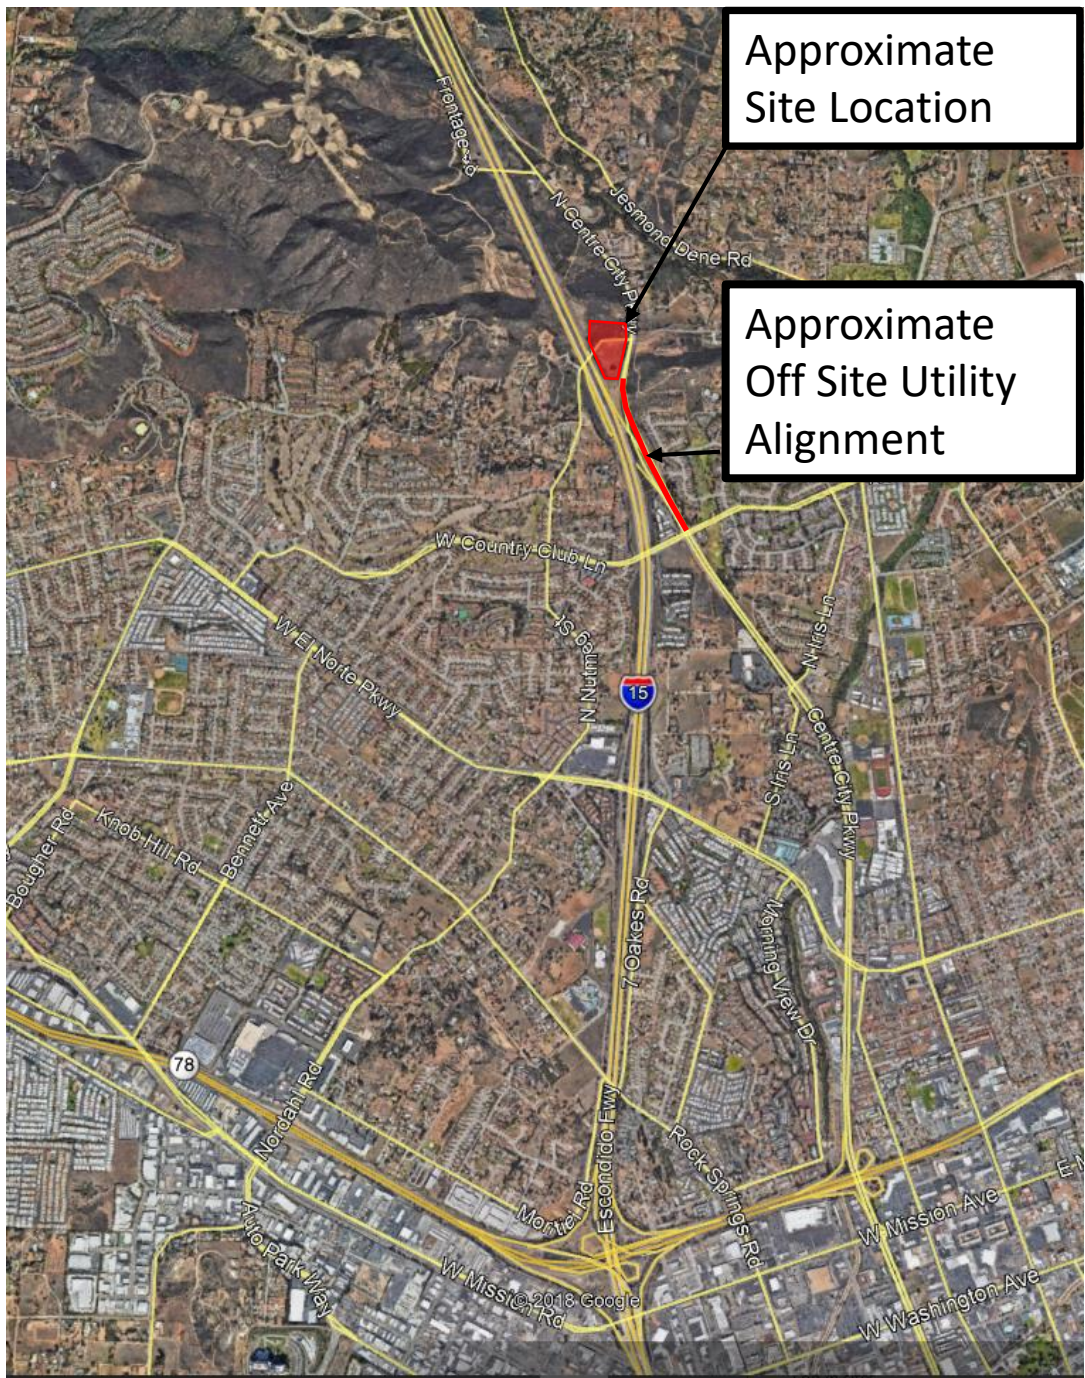 Approximate
Site Location
Frontage Rd
N Centre City Pkwy
Jesmond Dene Rd
Approximate
Off Site Utility
Alignment
W Country Club Ln
N Nutmeg St
N Iris Ln
W El Norte Pkwy
15
Centre City Pkwy
S Iris Ln
Bougher Rd
Knob Hill Rd
Bennett Ave
7 Oakes Rd
Morning View Dr
78
Nordahl Rd
Escondido Fwy
Rock Springs Rd
Montiel Rd
Auto Park Way
W Mission Rd
W Mission Ave
W Washington Ave
© 2018 Google